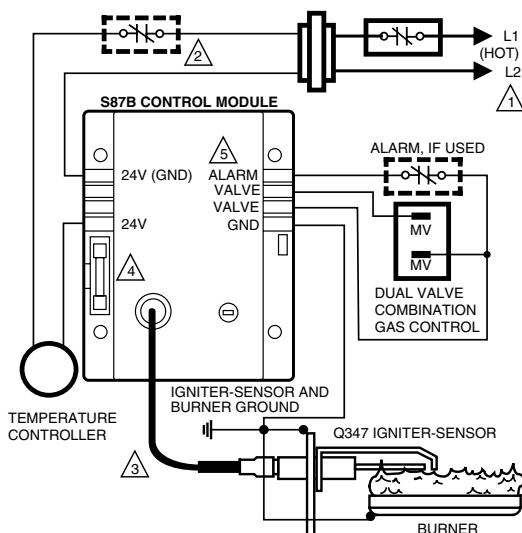 L1
(HOT)
2
L2
1
S87B CONTROL MODULE
5
ALARM, IF USED
24V (GND)
ALARM
VALVE
VALVE
24V
GND
MV
4
MV
DUAL VALVE
COMBINATION
GAS CONTROL
IGNITER-SENSOR AND
BURNER GROUND
TEMPERATURE
CONTROLLER
Q347 IGNITER-SENSOR
3
BURNER